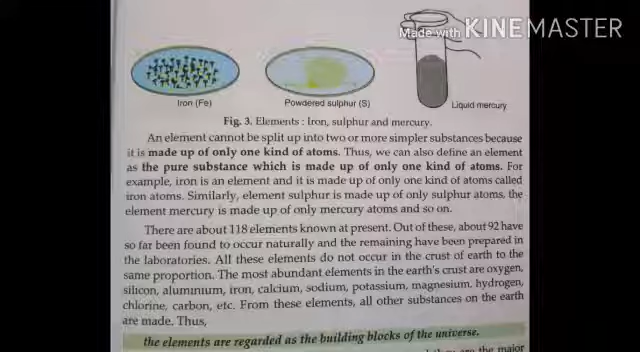 Made with KINEMASTER
Iron (Fe)
Powdered sulphur (S)
Liquid mercury
Fig. 3. Elements : Iron, sulphur and mercury.
An element cannot be split up into two or more simpler substances because
it is made up of only one kind of atoms. Thus, we can also define an element
as the pure substance which is made up of only one kind of atoms. For
example, iron is an element and it is made up of only one kind of atoms called
iron atoms. Similarly, element sulphur is made up of only sulphur atoms, the
element mercury is made up of only mercury atoms and so on.
There are about 118 elements known at present. Out of these, about 92 have
so far been found to occur naturally and the remaining have been prepared in
the laboratories. All these elements do not occur in the crust of earth to the
same proportion. The most abundant elements in the earth's crust are oxygen,
silicon, aluminium, iron, calcium, sodium, potassium, magnesium, hydrogen,
chlorine, carbon, etc. From these elements, all other substances on the earth
are made. Thus,
the elements are regarded as the building blocks of the universe.
the major